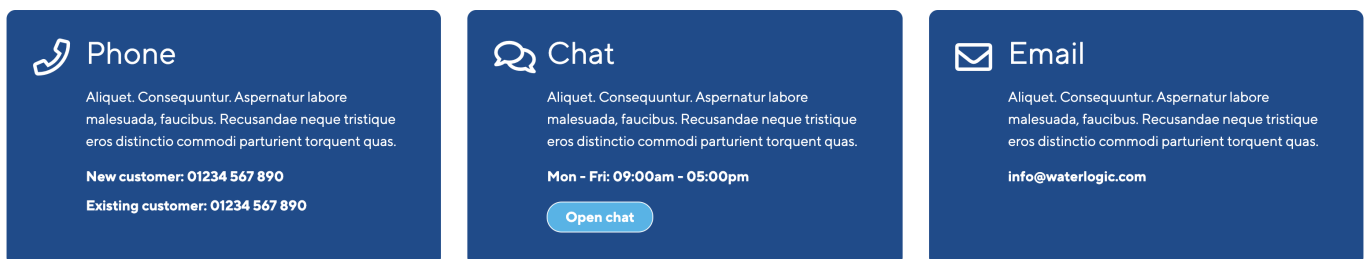 Phone
Aliquet. Consequuntur. Aspernatur labore
malesuada, faucibus. Recusandae neque tristique
eros distinctio commodi parturient torquent quas.
New customer: 01234 567 890
Existing customer: 01234 567 890
Chat
Aliquet. Consequuntur. Aspernatur labore
malesuada, faucibus. Recusandae neque tristique
eros distinctio commodi parturient torquent quas.
Mon - Fri: 09:00am - 05:00pm
Open chat
Email
Aliquet. Consequuntur. Aspernatur labore
malesuada, faucibus. Recusandae neque tristique
eros distinctio commodi parturient torquent quas.
info@waterlogic.com